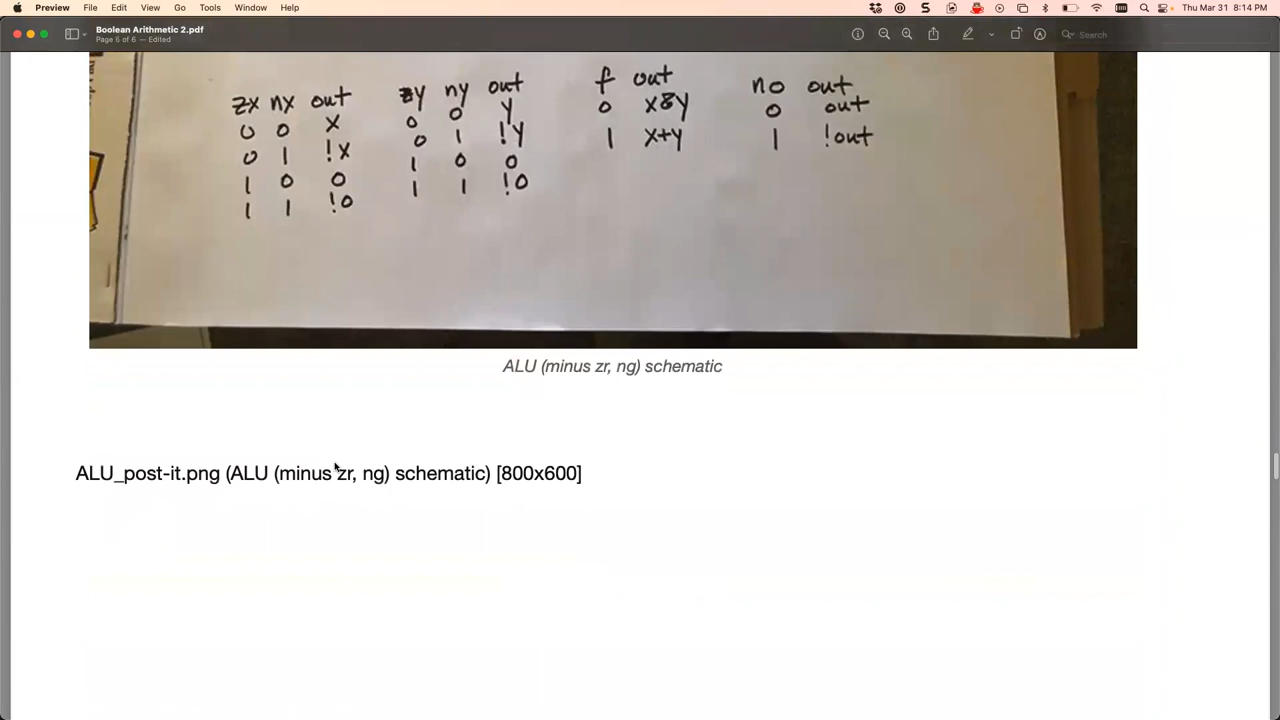 Preview File Edit View Go Tools Window Help
Thu Mar 31 8:14 PM
Boolean Arithmetic 2.pdf
Page 6 of 6 — Edited
Search
zx nx out
0 0 x
0 1 !x
1 0 0
1 1 !0
zy ny out
0 0 y
0 1 !y
1 0 0
1 1 !0
f out
0 x&y
1 x+y
no out
0 out
1 !out
ALU (minus zr, ng) schematic
ALU_post-it.png (ALU (minus zr, ng) schematic) [800x600]